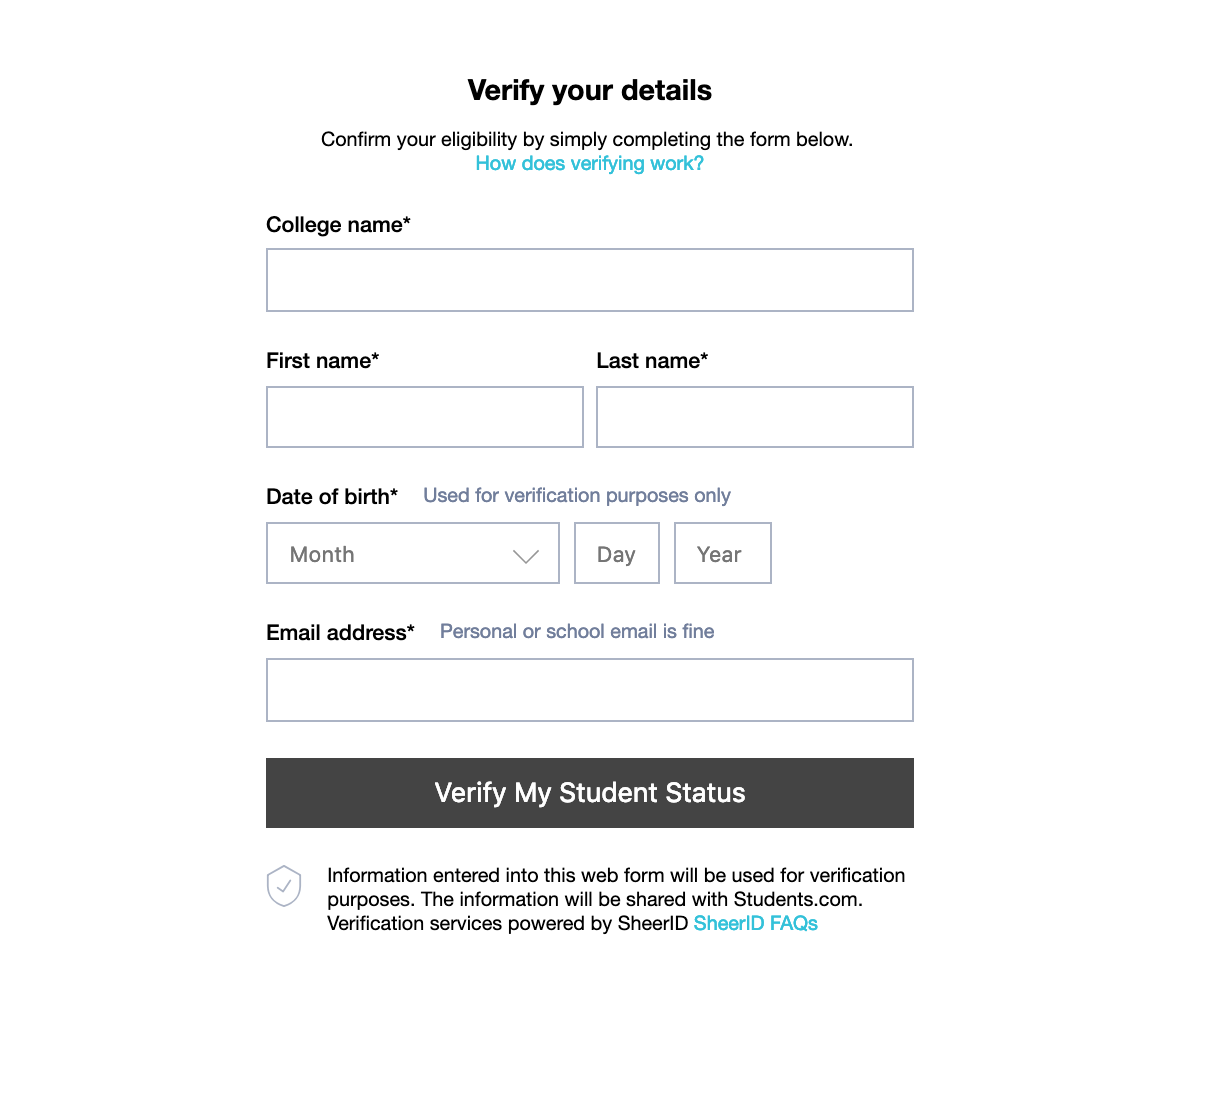 Verify your details
Confirm your eligibility by simply completing the form below.
How does verifying work?
College name*
First name*
Last name*
Date of birth*
Used for verification purposes only
Month
Day
Year
Email address*
Personal or school email is fine
Verify My Student Status
Information entered into this web form will be used for verification
purposes. The information will be shared with Students.com.
Verification services powered by SheerID SheerID FAQs